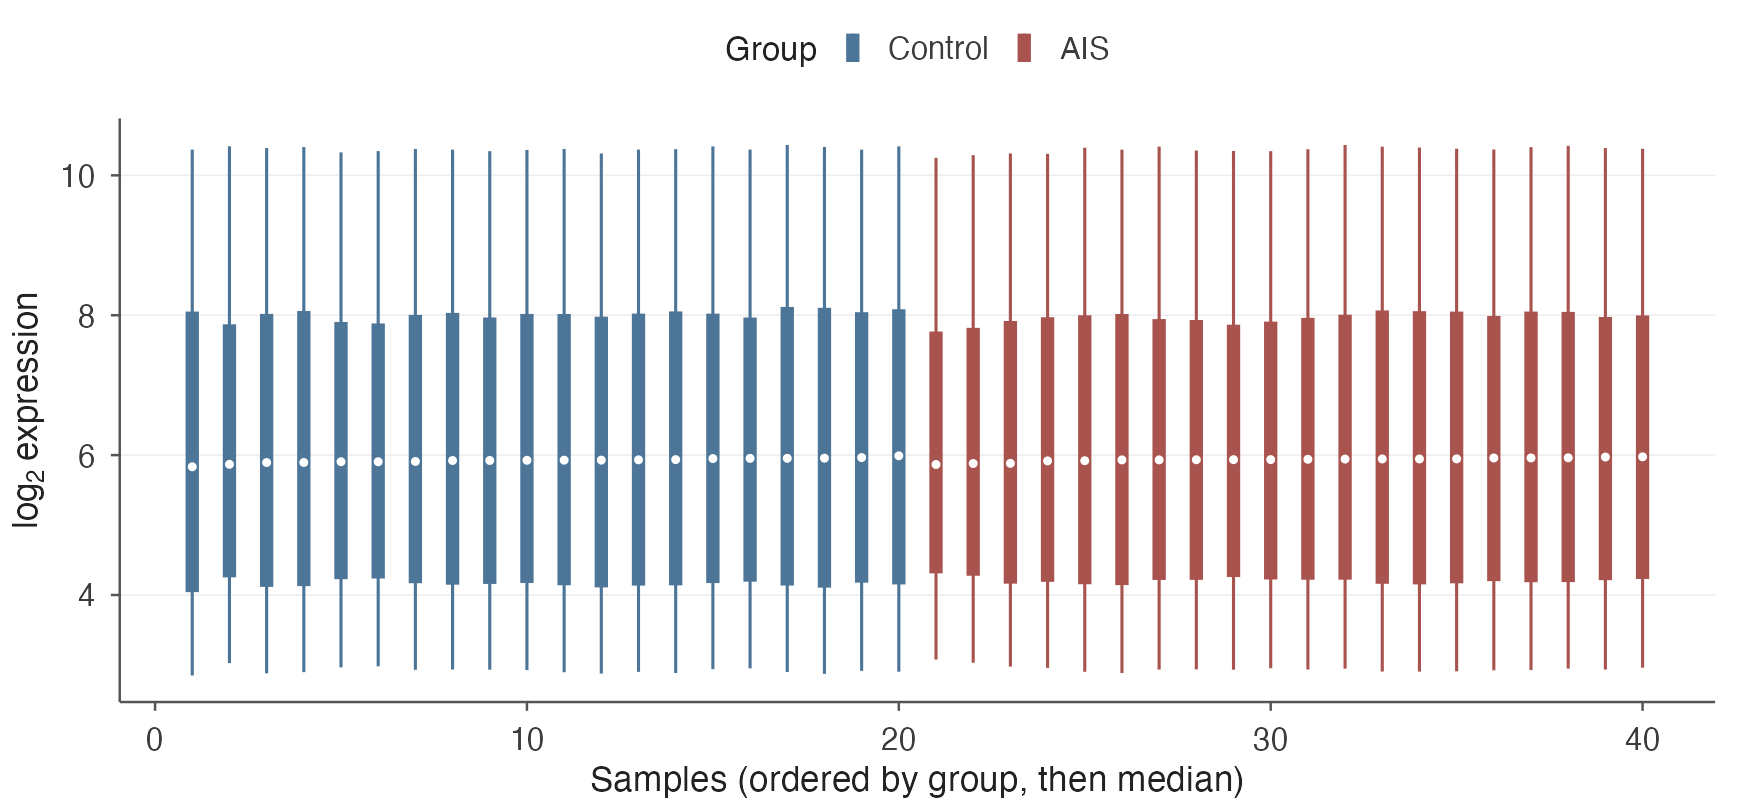 Group Control AIS
10
8
6
4
log₂ expression
0 10 20 30 40
Samples (ordered by group, then median)